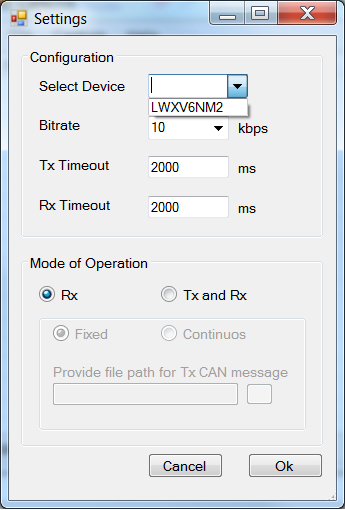 Settings
Configuration
Select Device
LWXV6NM2
Bitrate 10 kbps
Tx Timeout 2000 ms
Rx Timeout 2000 ms
Mode of Operation
Rx Tx and Rx
Fixed Continuos
Provide file path for Tx CAN message
Cancel Ok